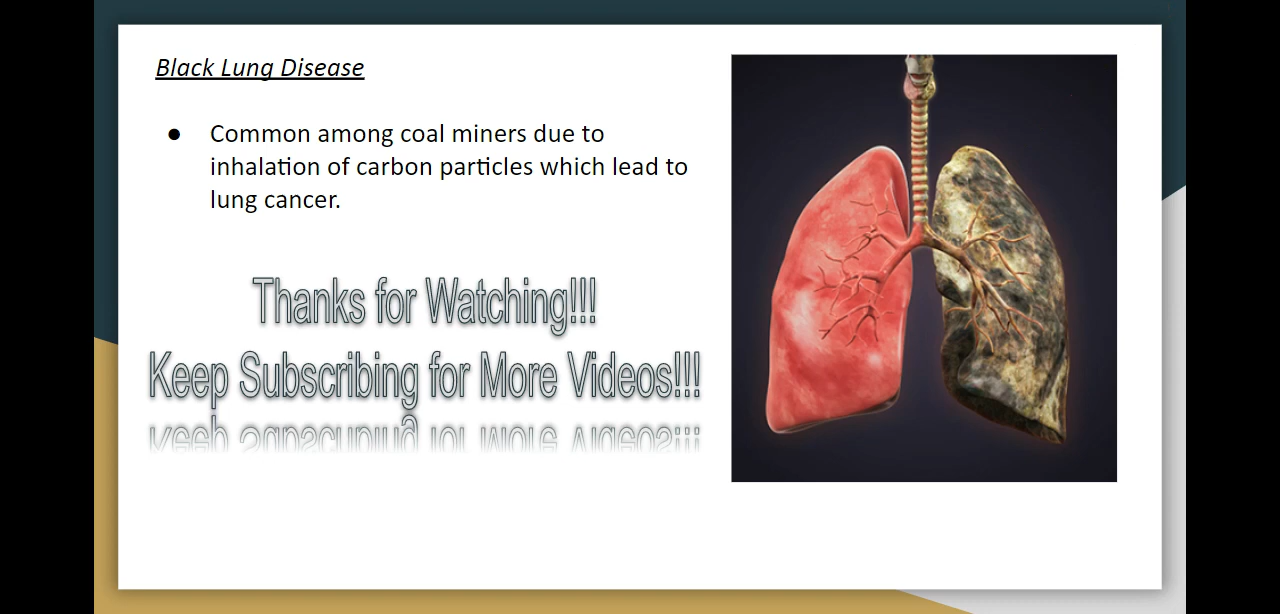 Black Lung Disease
● Common among coal miners due to
inhalation of carbon particles which lead to
lung cancer.
Thanks for Watching!!!
Keep Subscribing for More Videos!!!